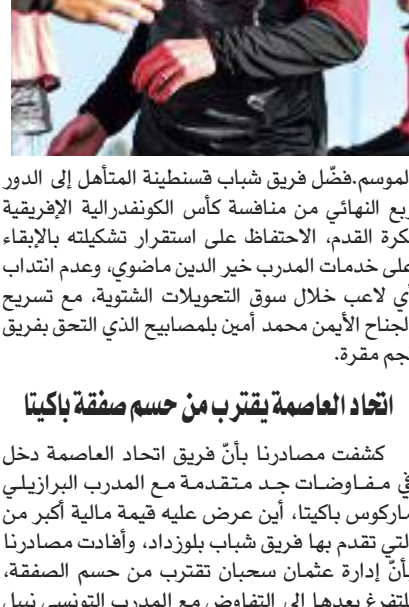 لموسم.فضّل فريق شباب قسنطينة المتأهل إلى الدور
ربع النهائي من منافسة كأس الكونفدرالية الإفريقية
لكرة القدم، الاحتفاظ على استقرار تشكيلته بالإبقاء
على خدمات المدرب خير الدين ماضوي، وعدم انتداب
أي لاعب خلال سوق التحويلات الشتوية، مع تسريح
لجناح الأيمن محمد أمين بلمصابيح الذي التحق بفريق
نجم مقرة.
اتحاد العاصمة يقترب من حسم صفقة باكيتا
كشفت مصادرنا بأنّ فريق اتحاد العاصمة دخل
في مفاوضات جد متقدمة مع المدرب البرازيلي
ماركوس باكيتا، أين عرض عليه قيمة مالية أكبر من
لتي تقدم بها فريق شباب بلوزداد، وأفادت مصادرنا
بأنّ إدارة عثمان سحبان تقترب من حسم الصفقة،
للتفرغ بعدها إلى التفاوض مع المدرب التونسي نبيل